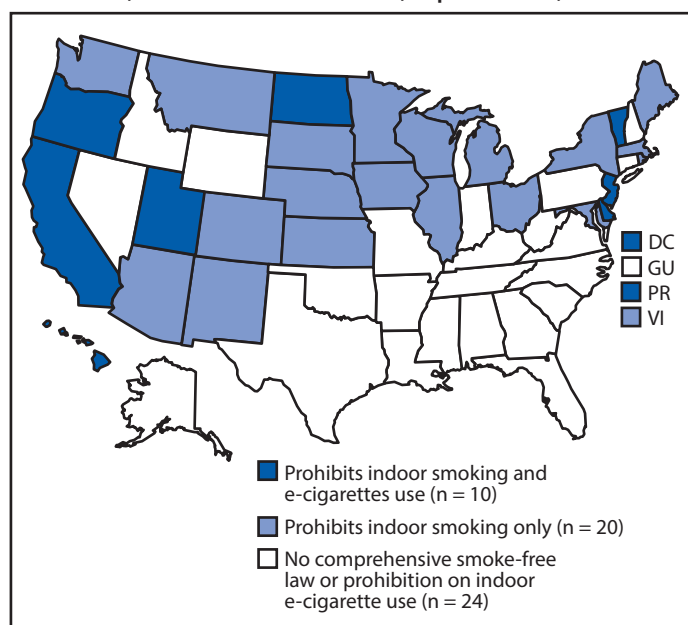 DC
GU
PR
VI
Prohibits indoor smoking and
e-cigarettes use (n = 10)
Prohibits indoor smoking only (n = 20)
No comprehensive smoke-free
law or prohibition on indoor
e-cigarette use (n = 24)